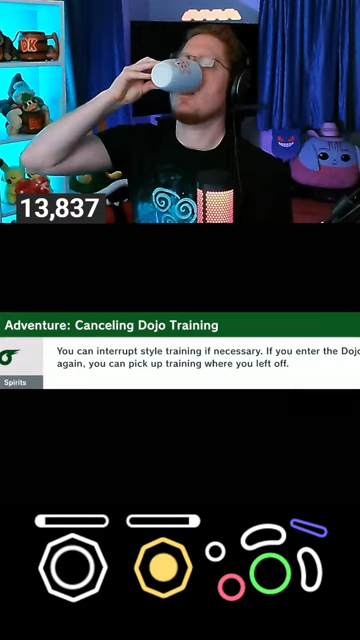 DK
13,837
Adventure: Canceling Dojo Training
You can interrupt style training if necessary. If you enter the Dojo
again, you can pick up training where you left off.
Spirits